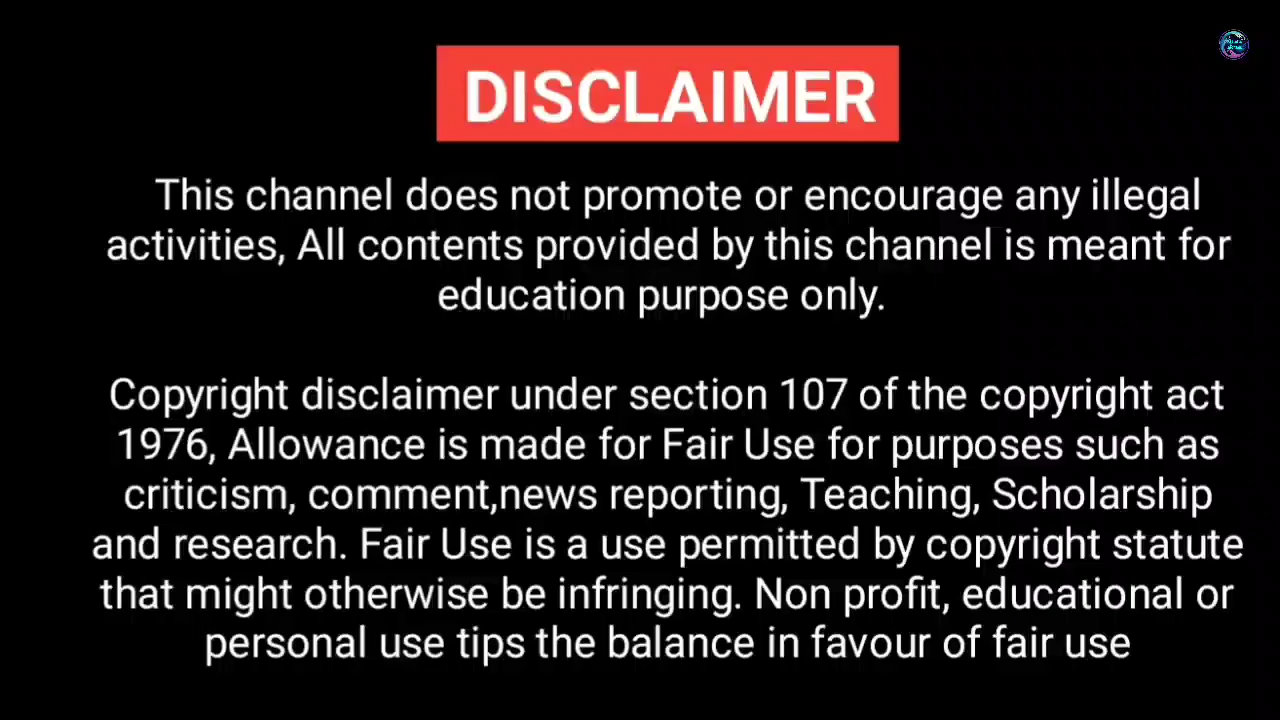 DISCLAIMER
This channel does not promote or encourage any illegal
activities, All contents provided by this channel is meant for
education purpose only.
Copyright disclaimer under section 107 of the copyright act
1976, Allowance is made for Fair Use for purposes such as
criticism, comment,news reporting, Teaching, Scholarship
and research. Fair Use is a use permitted by copyright statute
that might otherwise be infringing. Non profit, educational or
personal use tips the balance in favour of fair use